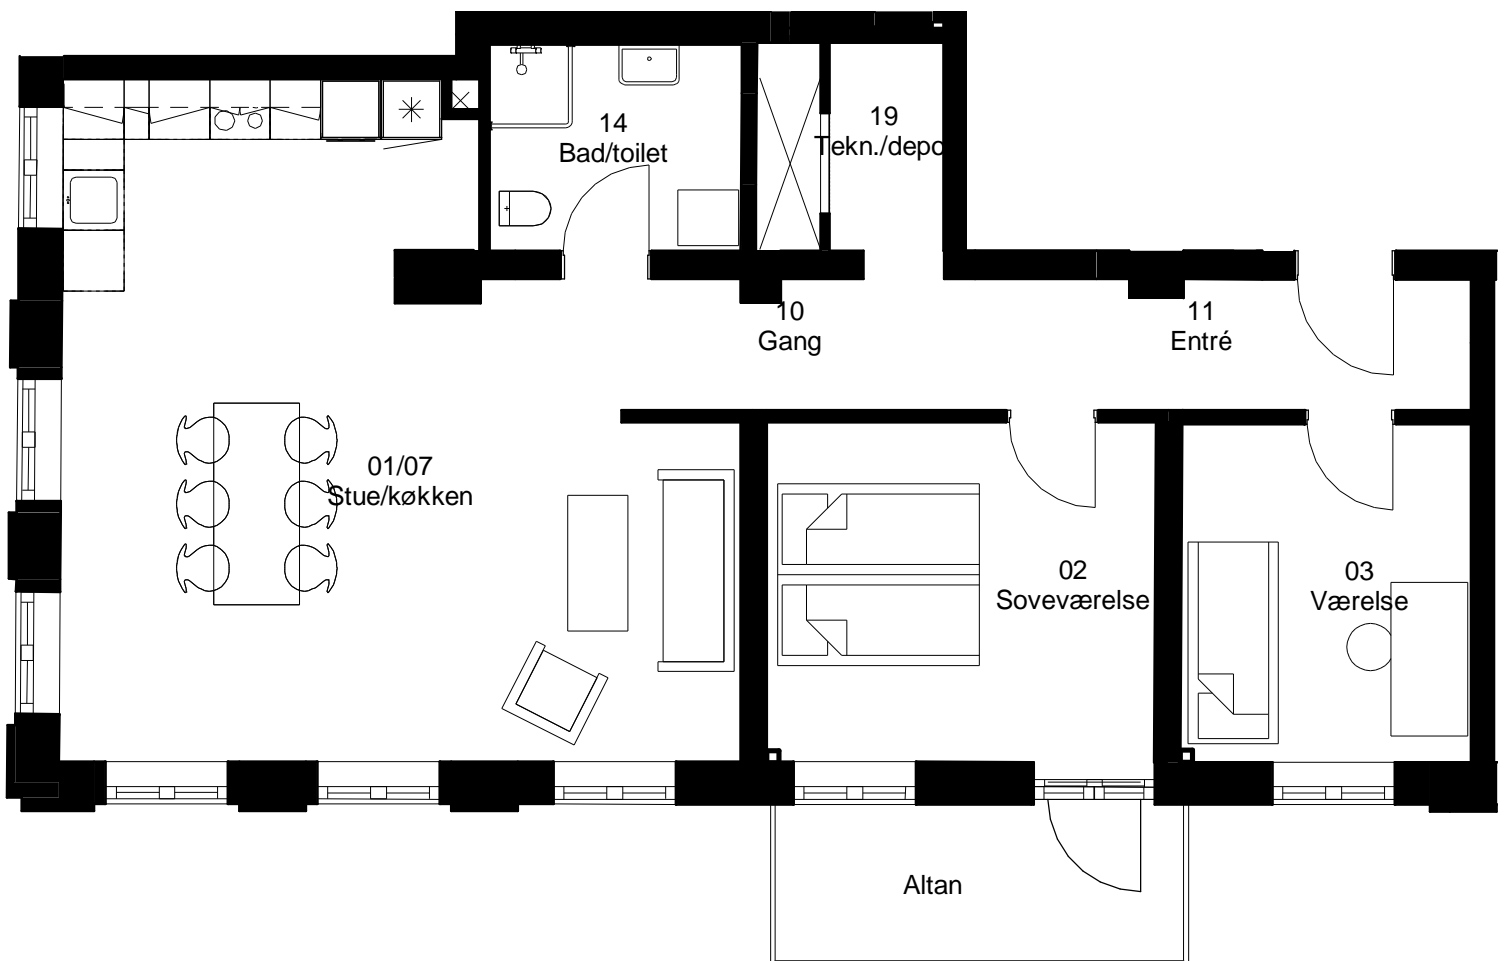 14
Bad/toilet
19
Tekn./depo
10
Gang
11
Entré
01/07
Stue/køkken
02
Soveværelse
03
Værelse
Altan